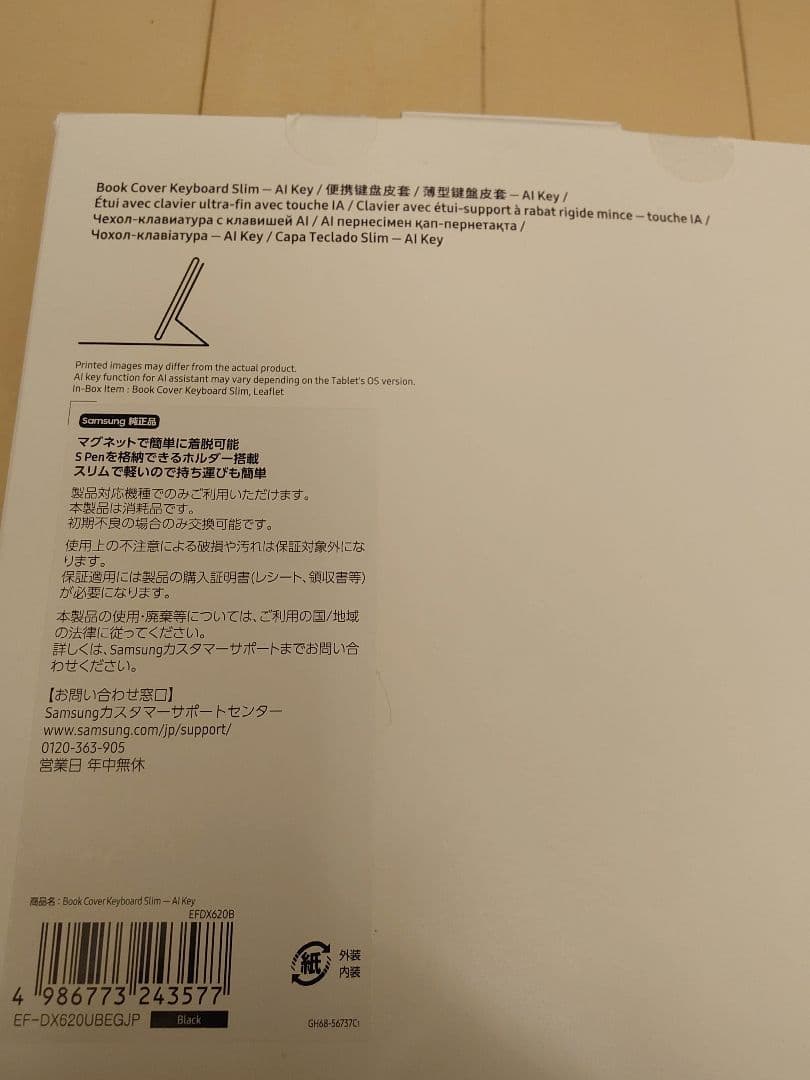 Book Cover Keyboard Slim – AI Key / 便携键盘皮套 / 薄型鍵盤皮套 – AI Key /
Étui avec clavier ultra-fin avec touche IA / Clavier avec étui-support à rabat rigide mince – touche IA /
Чехол-клавиатура с клавишей AI / AI пернесімен қап-пернетақта /
Чохол-клавіатура – AI Key / Capa Teclado Slim – AI Key
Printed images may differ from the actual product.
AI key function for AI assistant may vary depending on the Tablet's OS version.
In-Box Item : Book Cover Keyboard Slim, Leaflet
Samsung 純正品
マグネットで簡単に着脱可能
S Penを格納できるホルダー搭載
スリムで軽いので持ち運びも簡単
製品対応機種でのみご利用いただけます。
本製品は消耗品です。
初期不良の場合のみ交換可能です。
使用上の不注意による破損や汚れは保証対象外にな
ります。
保証適用には製品の購入証明書(レシート、領収書等)
が必要になります。
本製品の使用・廃棄等については、ご利用の国/地域
の法律に従ってください。
詳しくは、Samsungカスタマーサポートまでお問い合
わせください。
【お問い合わせ窓口】
Samsungカスタマーサポートセンター
www.samsung.com/jp/support/
0120-363-905
営業日 年中無休
商品名 : Book Cover Keyboard Slim – AI Key
EFDX620B
4 986773 243577
EF-DX620UBEGJP Black
紙 外装
内装
GH68-56737C1